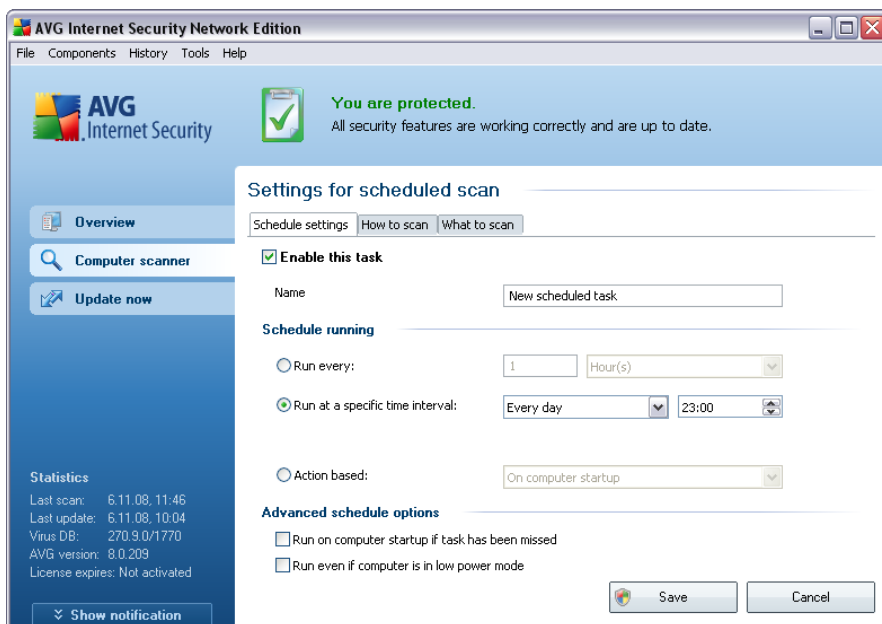 AVG Internet Security Network Edition
File Components History Tools Help
AVG
Internet Security
You are protected.
All security features are working correctly and are up to date.
Overview
Computer scanner
Update now
Settings for scheduled scan
Schedule settings How to scan What to scan
Enable this task
Name New scheduled task
Schedule running
Run every: 1 Hour(s)
Run at a specific time interval: Every day 23:00
Action based: On computer startup
Advanced schedule options
Run on computer startup if task has been missed
Run even if computer is in low power mode
Save Cancel
Statistics
Last scan: 6.11.08, 11:46
Last update: 6.11.08, 10:04
Virus DB: 270.9.0/1770
AVG version: 8.0.209
License expires: Not activated
Show notification